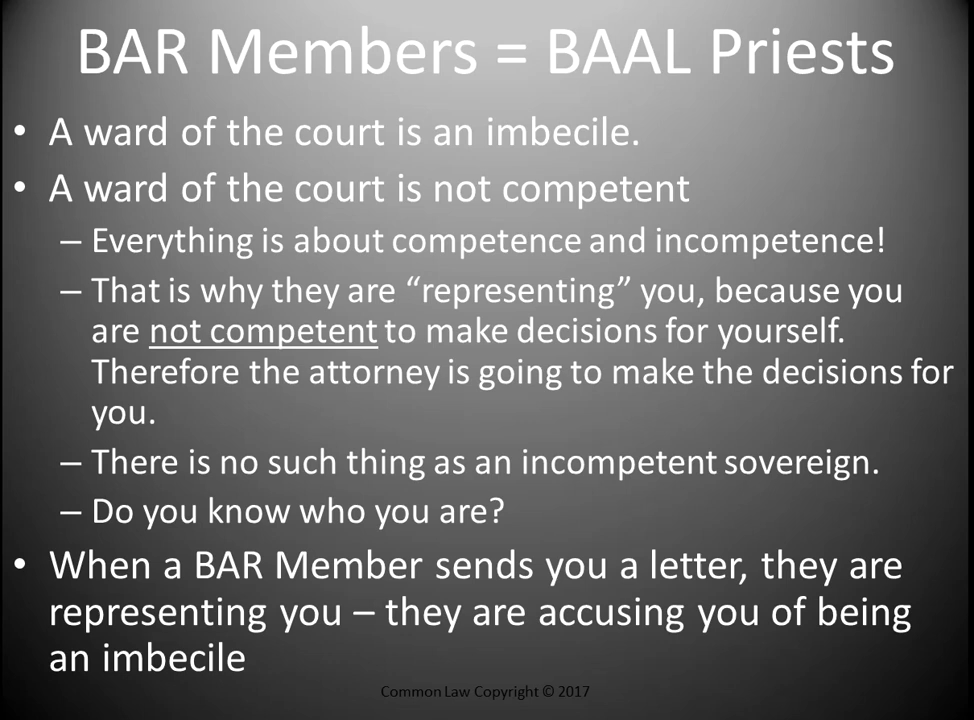 BAR Members = BAAL Priests
• A ward of the court is an imbecile.
• A ward of the court is not competent
– Everything is about competence and incompetence!
– That is why they are “representing” you, because you
are not competent to make decisions for yourself.
Therefore the attorney is going to make the decisions for
you.
– There is no such thing as an incompetent sovereign.
– Do you know who you are?
• When a BAR Member sends you a letter, they are
representing you – they are accusing you of being
an imbecile
Common Law Copyright © 2017